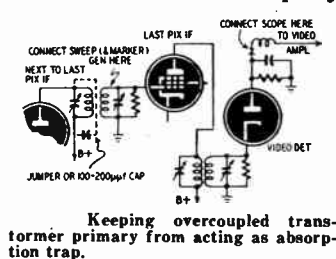 LAST PIX IF
CONNECT SCOPE HERE
TO VIDEO
AMPL
CONNECT SWEEP (& MARKER)
GEN HERE
NEXT TO LAST
PIX IF
VIDEO DET
B+
B+
JUMPER OR 100-200μμf CAP
Keeping overcoupled trans-
former primary from acting as absorp-
tion trap.